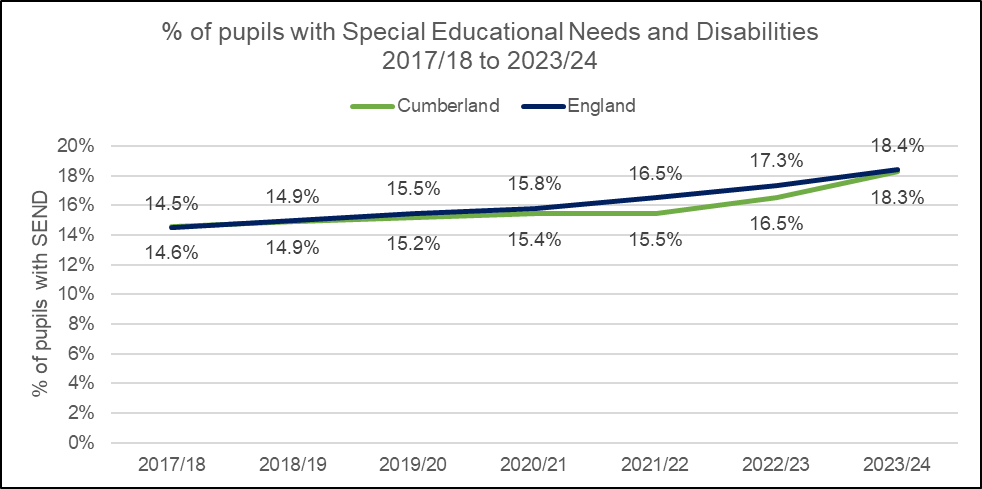 % of pupils with Special Educational Needs and Disabilities
2017/18 to 2023/24
Cumberland England
% of pupils with SEND
20%
18%
16%
14%
12%
10%
8%
6%
4%
2%
0%
14.5% 14.9% 15.5% 15.8% 16.5% 17.3% 18.4%
14.6% 14.9% 15.2% 15.4% 15.5% 16.5% 18.3%
2017/18 2018/19 2019/20 2020/21 2021/22 2022/23 2023/24